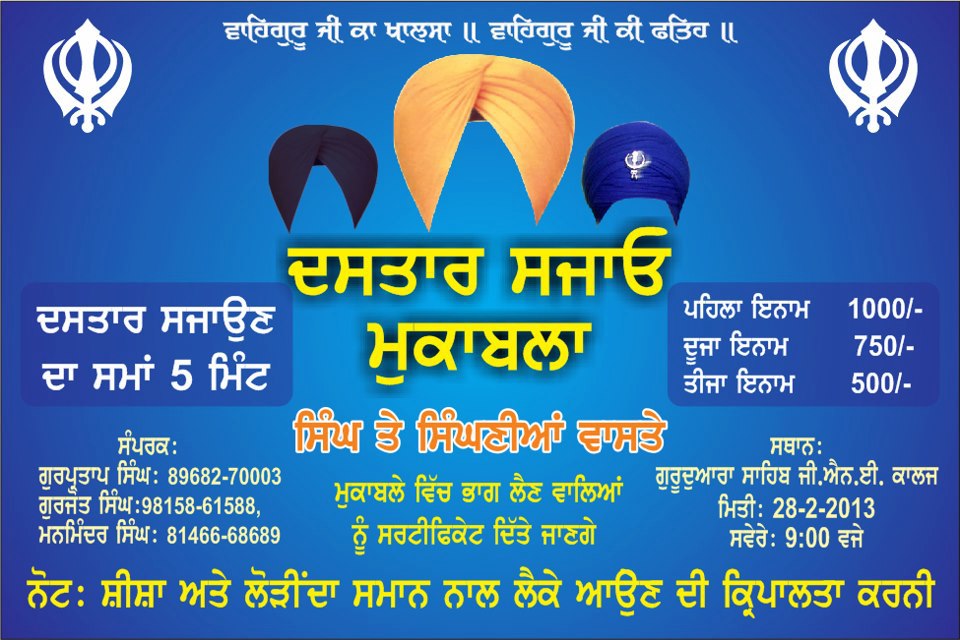 ਵਾਹਿਗੁਰੂ ਜੀ ਕਾ ਖਾਲਸਾ ॥ ਵਾਹਿਗੁਰੂ ਜੀ ਕੀ ਫਤਿਹ ॥
ਦਸਤਾਰ ਸਜਾਓ
ਮੁਕਾਬਲਾ
ਦਸਤਾਰ ਸਜਾਉਣ
ਦਾ ਸਮਾਂ 5 ਮਿੰਟ
ਪਹਿਲਾ ਇਨਾਮ 1000/-
ਦੂਜਾ ਇਨਾਮ 750/-
ਤੀਜਾ ਇਨਾਮ 500/-
ਸਿੰਘ ਤੇ ਸਿੰਘਣੀਆਂ ਵਾਸਤੇ
ਸੰਪਰਕ:
ਗੁਰਪ੍ਰਤਾਪ ਸਿੰਘ: 89682-70003
ਗੁਰਜੋਤ ਸਿੰਘ:98158-61588,
ਮਨਮਿੰਦਰ ਸਿੰਘ: 81466-68689
ਮੁਕਾਬਲੇ ਵਿੱਚ ਭਾਗ ਲੈਣ ਵਾਲਿਆਂ
ਨੂੰ ਸਰਟੀਫਿਕੇਟ ਦਿੱਤੇ ਜਾਣਗੇ
ਸਥਾਨ:
ਗੁਰੂਦੁਆਰਾ ਸਾਹਿਬ ਜੀ.ਐਨ.ਈ. ਕਾਲਜ
ਮਿਤੀ: 28-2-2013
ਸਵੇਰੇ: 9:00 ਵਜੇ
ਨੋਟ: ਸ਼ੀਸ਼ਾ ਅਤੇ ਲੋੜੀਂਦਾ ਸਮਾਨ ਨਾਲ ਲੈਕੇ ਆਉਣ ਦੀ ਕ੍ਰਿਪਾਲਤਾ ਕਰਨੀ